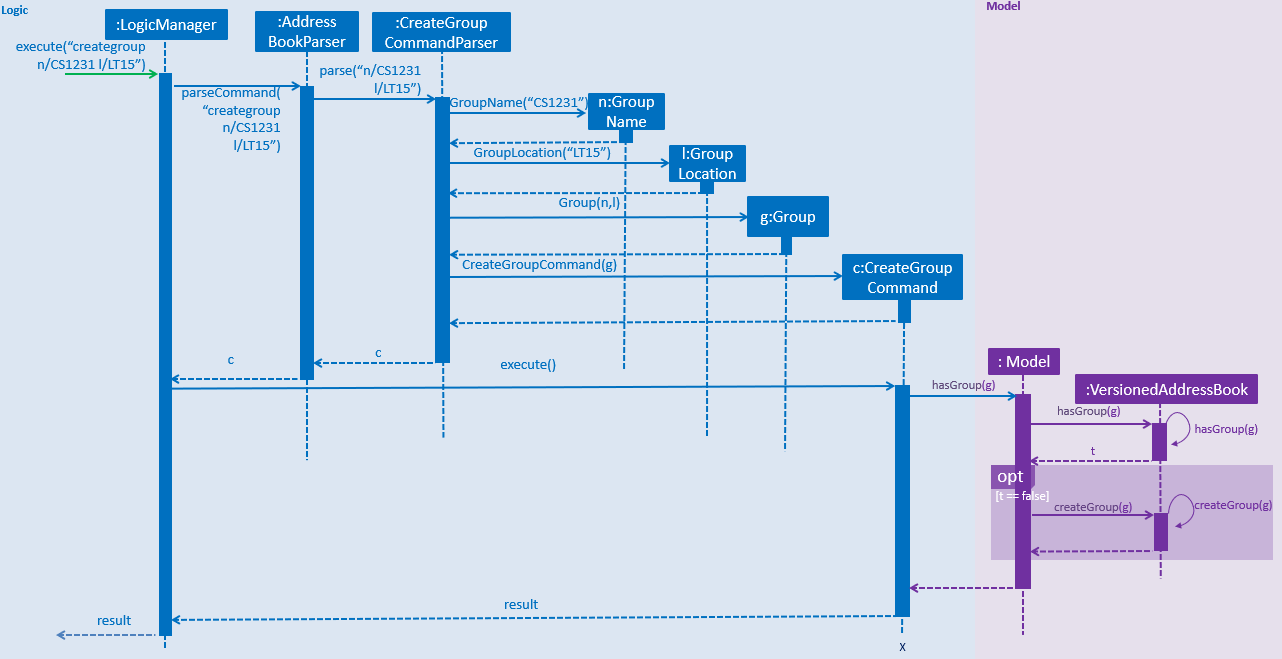 Logic
Model
:LogicManager
:Address
BookParser
:CreateGroup
CommandParser
execute(“creategroup
n/CS1231 l/LT15”)
parseCommand(
“creategroup
n/CS1231
l/LT15”)
parse(“n/CS1231
l/LT15”)
GroupName(“CS1231”)
n:Group
Name
GroupLocation(“LT15”)
l:Group
Location
Group(n,l)
g:Group
CreateGroupCommand(g)
c:CreateGroup
Command
c
c
execute()
: Model
hasGroup(g)
:VersionedAddressBook
hasGroup(g)
hasGroup(g)
t
opt
[t == false]
createGroup(g)
createGroup(g)
result
result
X